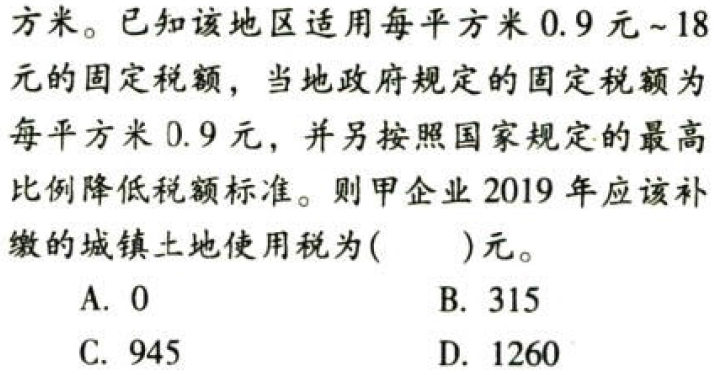 方米。已知该地区适用每平方米 0.9 元~18
元的固定税额，当地政府规定的固定税额为
每平方米 0.9 元，并另按照国家规定的最高
比例降低税额标准。则甲企业 2019 年应该补
缴的城镇土地使用税为(　　)元。
A. 0　　B. 315
C. 945　　D. 1260